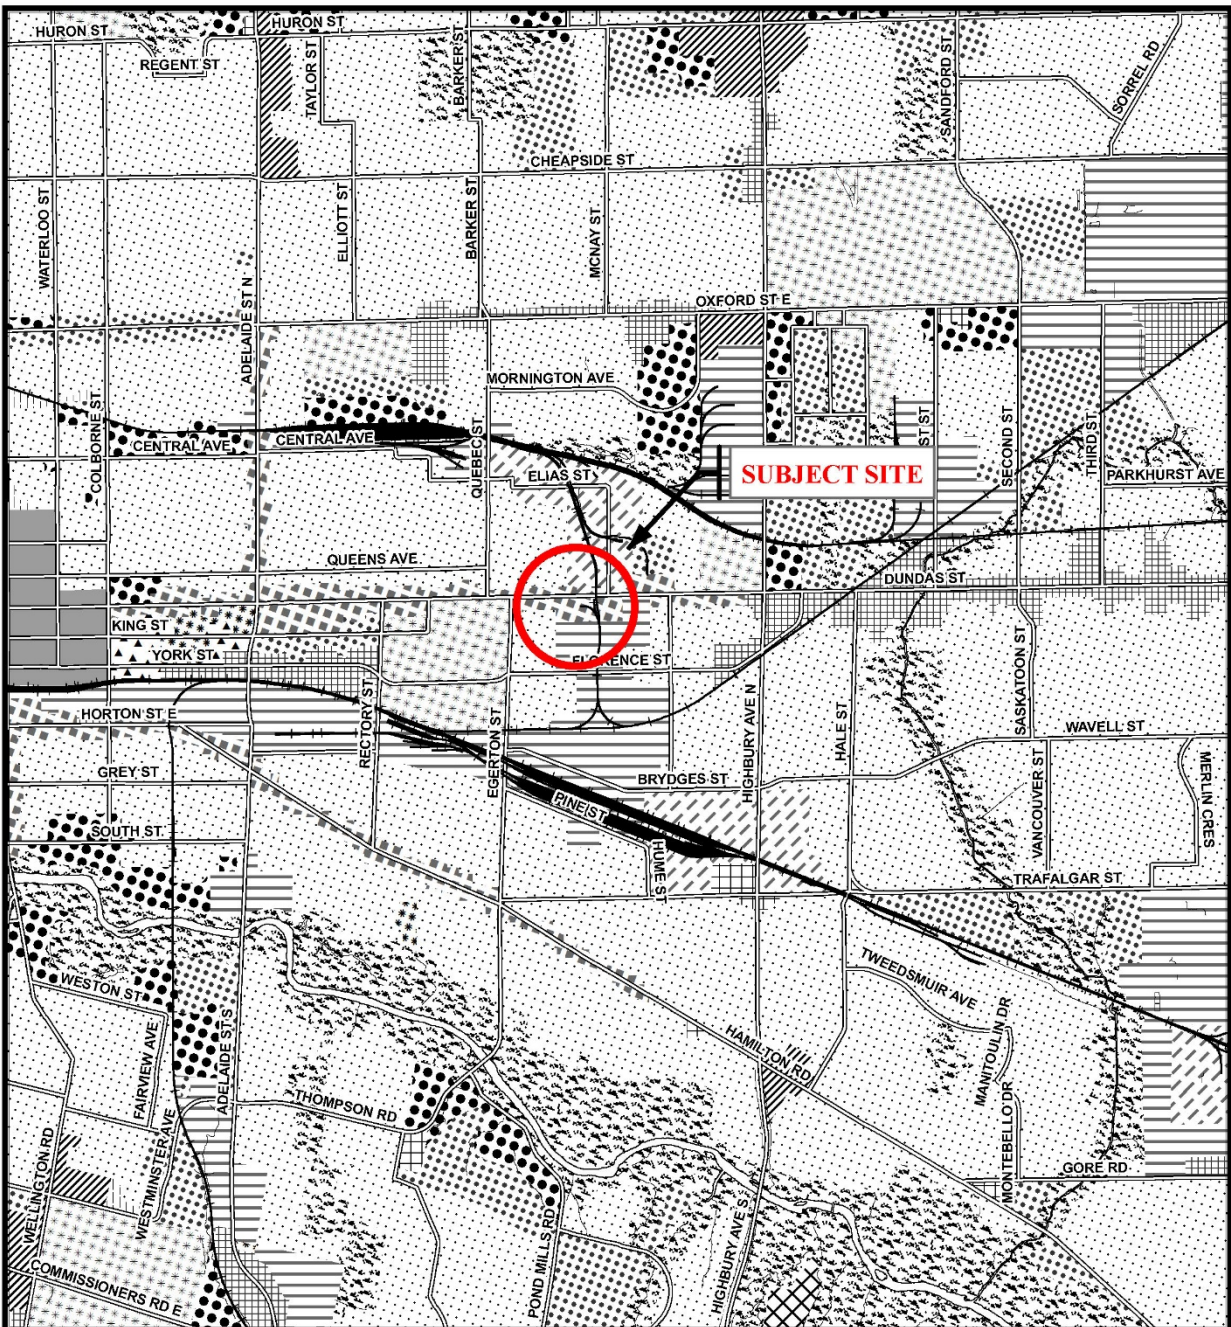 HURON ST
HURON ST
REGENT ST
TAYLOR ST
BARKER ST
SANDFORD ST
SORREL RD
CHEAPSIDE ST
WATERLOO ST
ELLIOTT ST
BARKER ST
MCNAY ST
ADELAIDE ST N
OXFORD ST E
MORNINGTON AVE
COLBORNE ST
CENTRAL AVE
CENTRAL AVE
QUEBEC ST
ELIAS ST
SUBJECT SITE
ST ST
SECOND ST
THIRD ST
PARKHURST AVE
QUEENS AVE
DUNDAS ST
KING ST
YORK ST
FLORENCE ST
HORTON ST E
RECTORY ST
EGERTON ST
HIGHBURY AVE N
HALE ST
SASKATOON ST
WAVELL ST
GREY ST
BRYDGES ST
VANCOUVER ST
MERLIN CRES
PINE ST
SOUTH ST
HUME ST
TRAFALGAR ST
WESTON ST
TWEEDSMUIR AVE
FAIRVIEW AVE
ADELAIDE ST S
HAMILTON RD
MANITOULIN DR
THOMPSON RD
WELLINGTON RD
WESTMINSTER AVE
MONTEBELLO DR
GORE RD
POND MILLS RD
HIGHBURY AVE S
COMMISSIONERS RD E